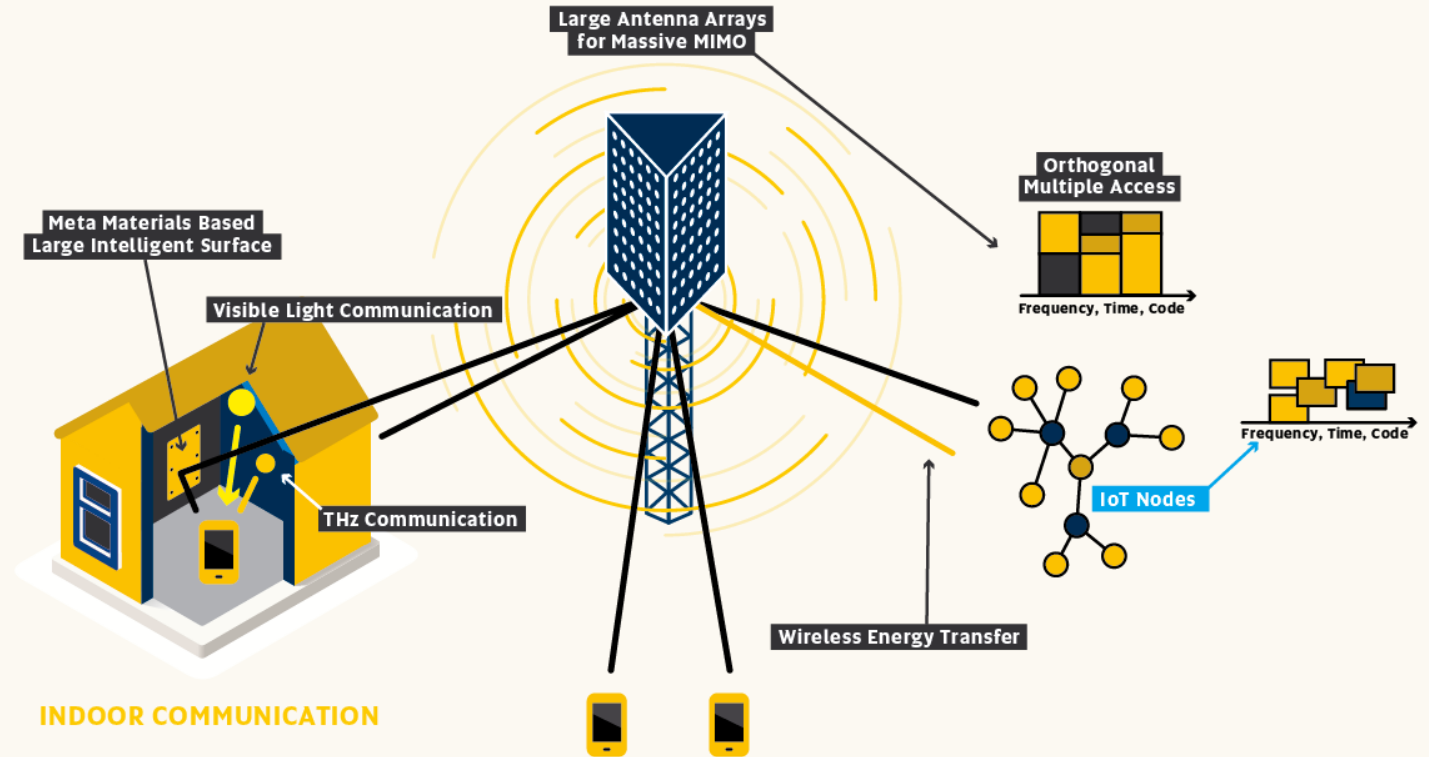 Large Antenna Arrays
for Massive MIMO
Orthogonal
Multiple Access
Frequency, Time, Code
Meta Materials Based
Large Intelligent Surface
Visible Light Communication
THz Communication
Frequency, Time, Code
IoT Nodes
Wireless Energy Transfer
INDOOR COMMUNICATION